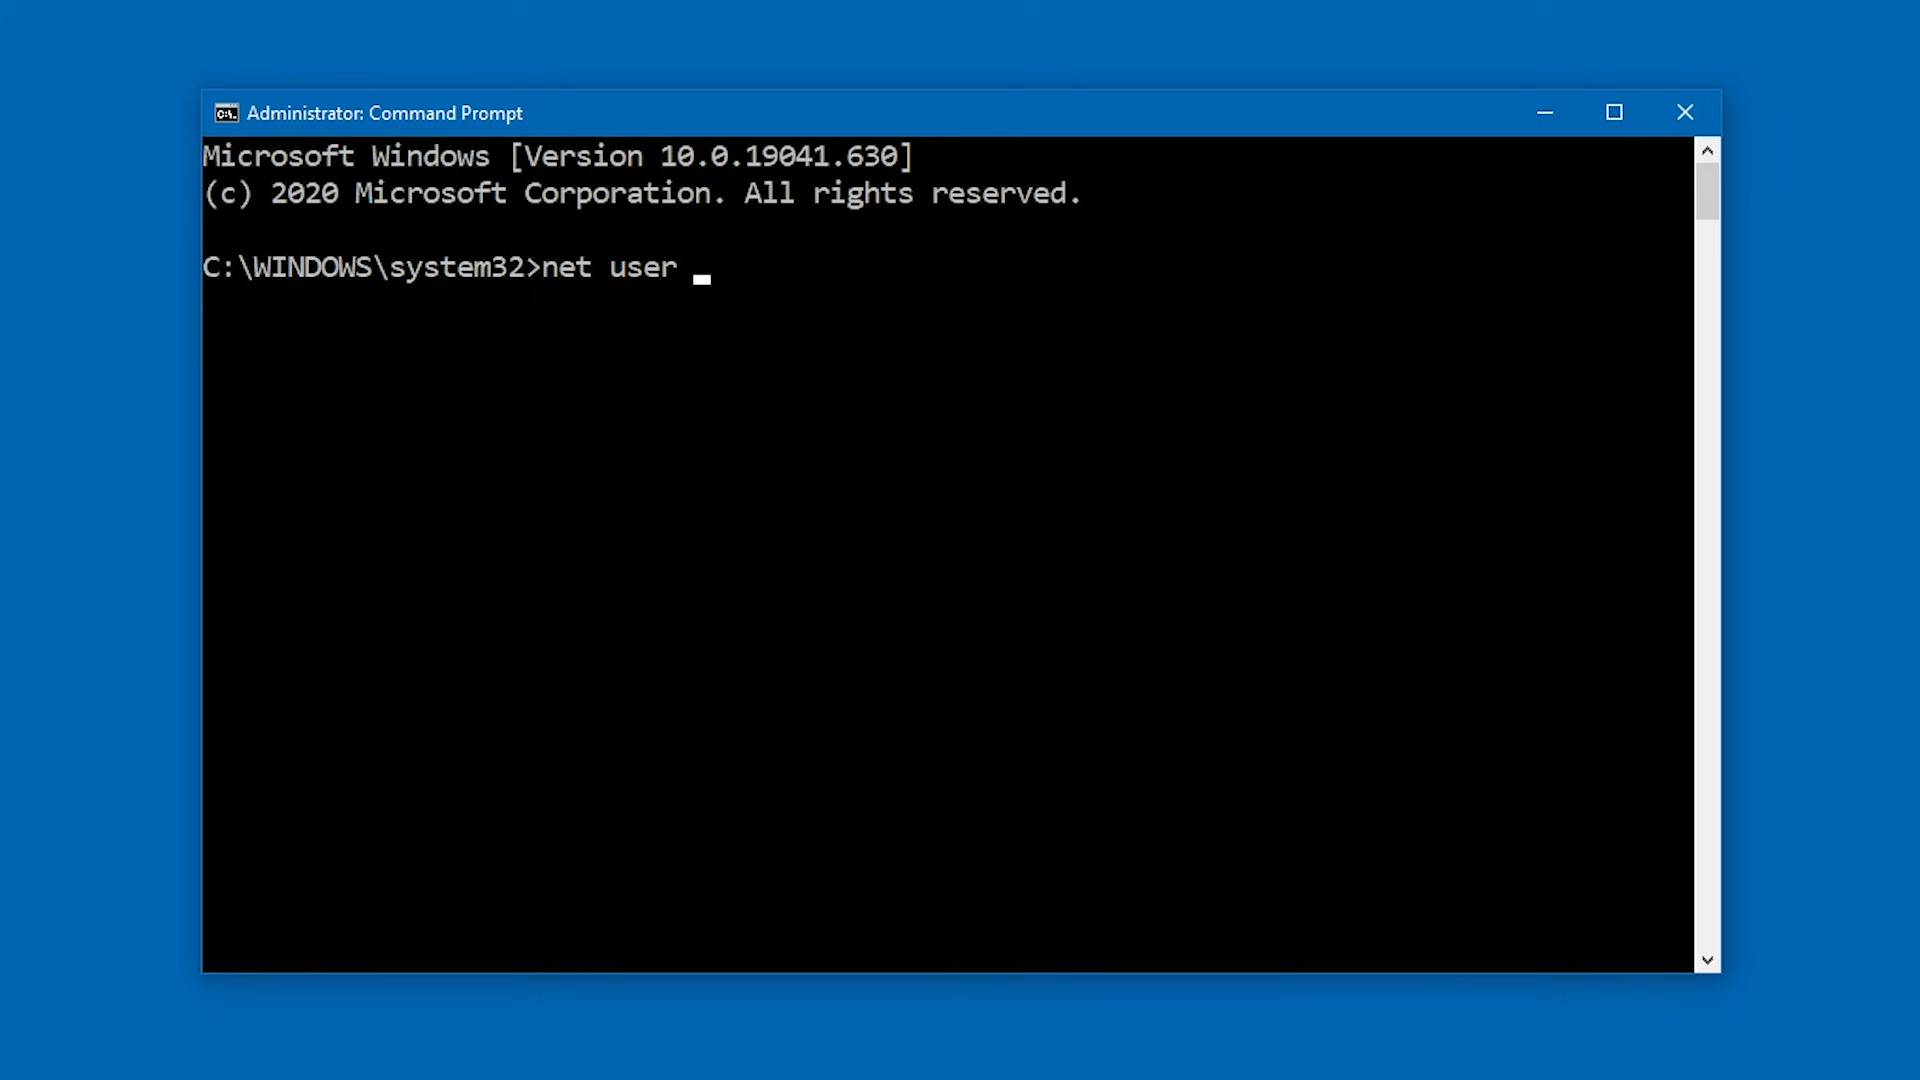 Administrator: Command Prompt
Microsoft Windows [Version 10.0.19041.630]
(c) 2020 Microsoft Corporation. All rights reserved.
C:\WINDOWS\system32>net user